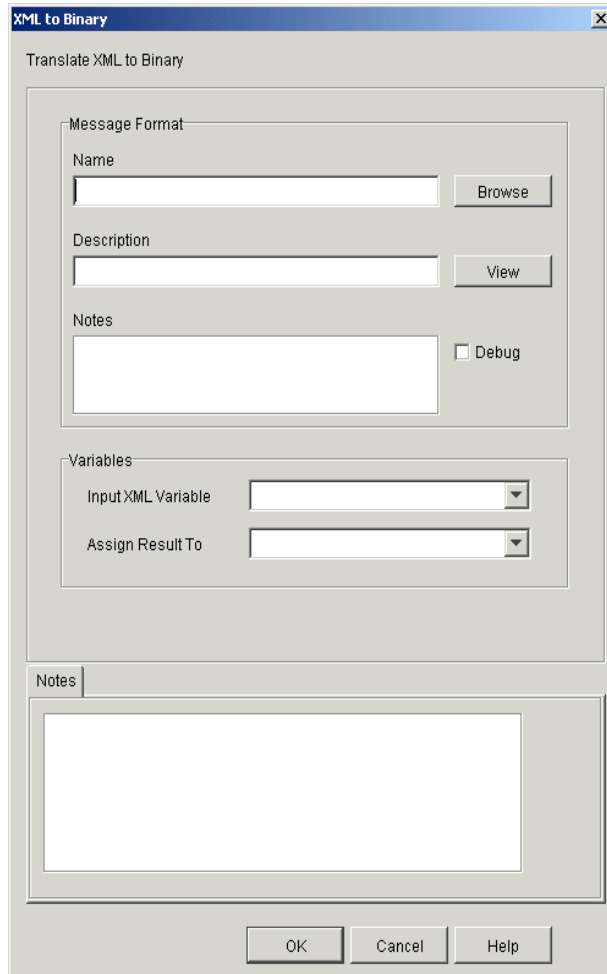 XML to Binary
Translate XML to Binary
Message Format
Name
Browse
Description
View
Notes
Debug
Variables
Input XML Variable
Assign Result To
Notes
OK Cancel Help